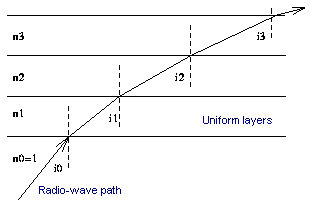 n3
i3
n2
i2
n1
i1
Uniform layers
n0=1
i0
Radio-wave path